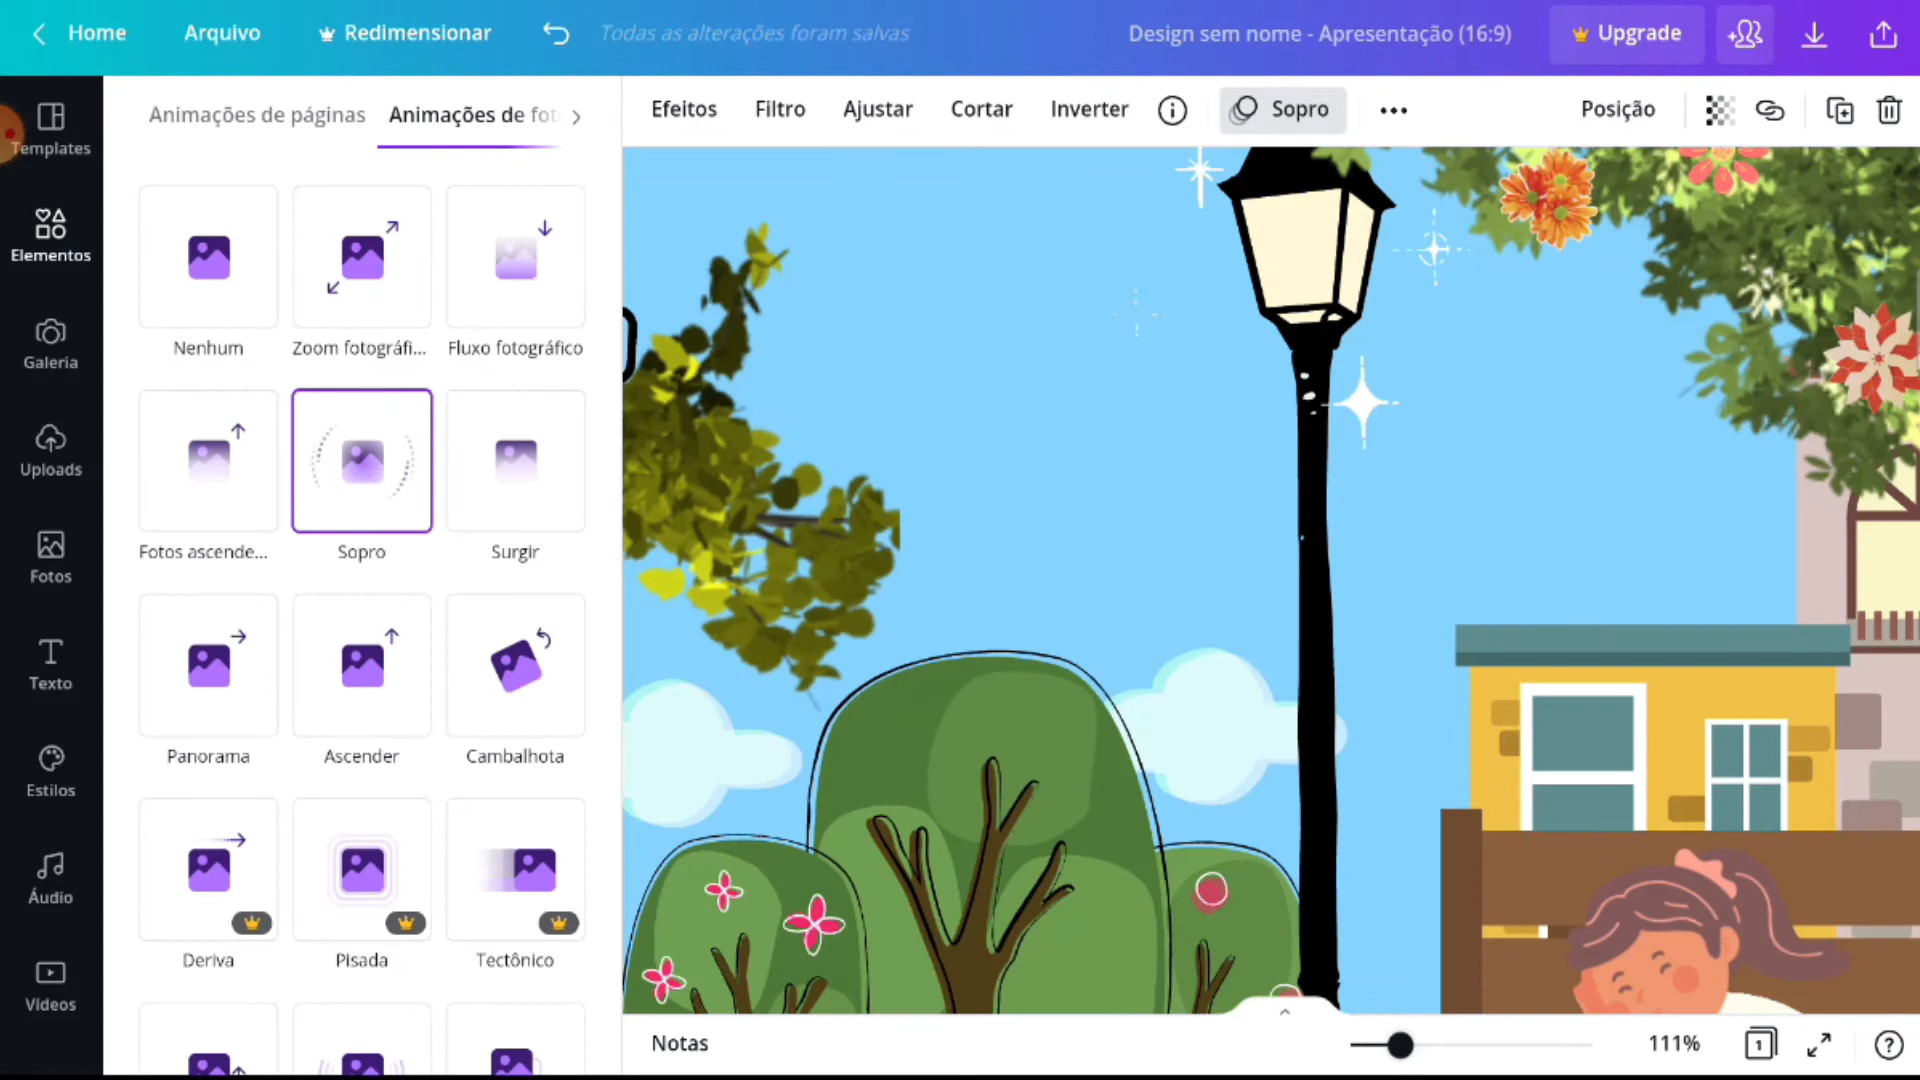 Home
Arquivo
Redimensionar
Todas as alterações foram salvas
Design sem nome - Apresentação (16:9)
Upgrade
Templates
Elementos
Galeria
Uploads
Fotos
Texto
Estilos
Áudio
Vídeos
Animações de páginas
Animações de fot
Nenhum
Zoom fotográfi...
Fluxo fotográfico
Fotos ascende...
Sopro
Surgir
Panorama
Ascender
Cambalhota
Deriva
Pisada
Tectônico
Efeitos
Filtro
Ajustar
Cortar
Inverter
Sopro
Posição
Notas
111%
1